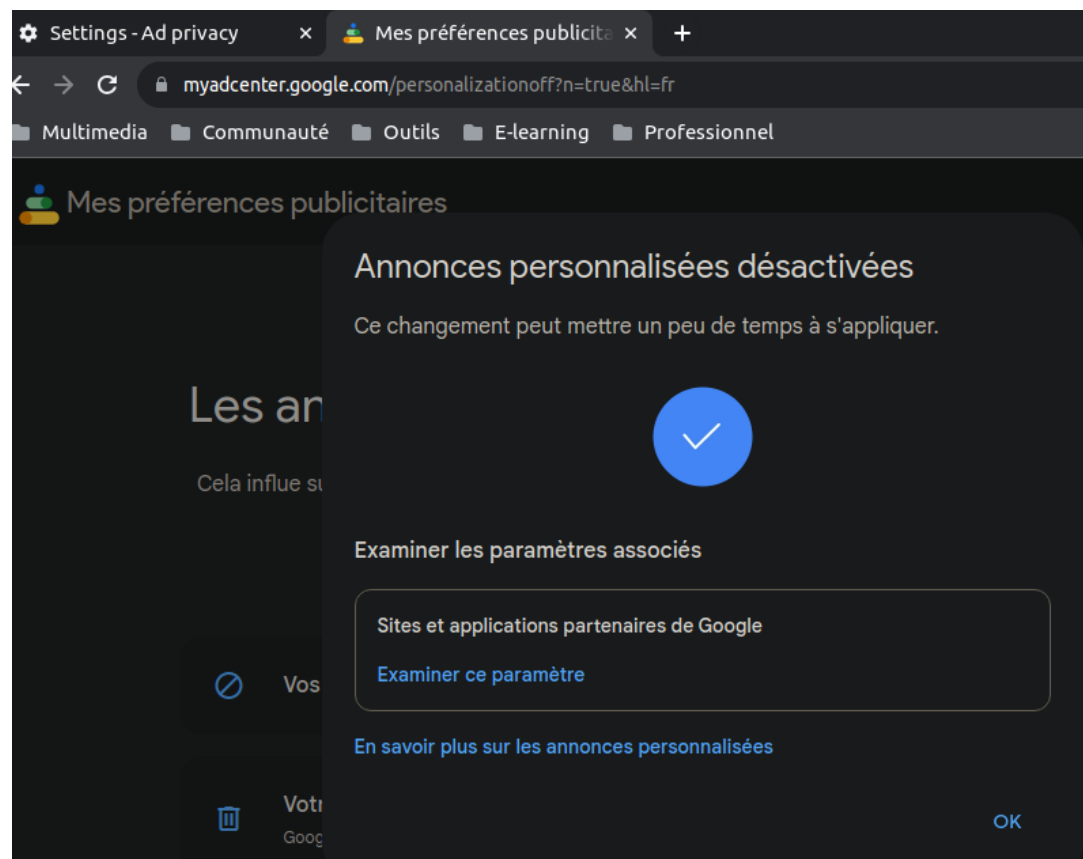 Settings - Ad privacy
Mes préférences publicita
myadcenter.google.com/personalizationoff?n=true&hl=fr
Multimedia Communauté Outils E-learning Professionnel
Mes préférences publicitaires
Annonces personnalisées désactivées
Ce changement peut mettre un peu de temps à s'appliquer.
Les an
Cela influe su
Examiner les paramètres associés
Sites et applications partenaires de Google
Examiner ce paramètre
Vos
En savoir plus sur les annonces personnalisées
Votr
Goog
OK